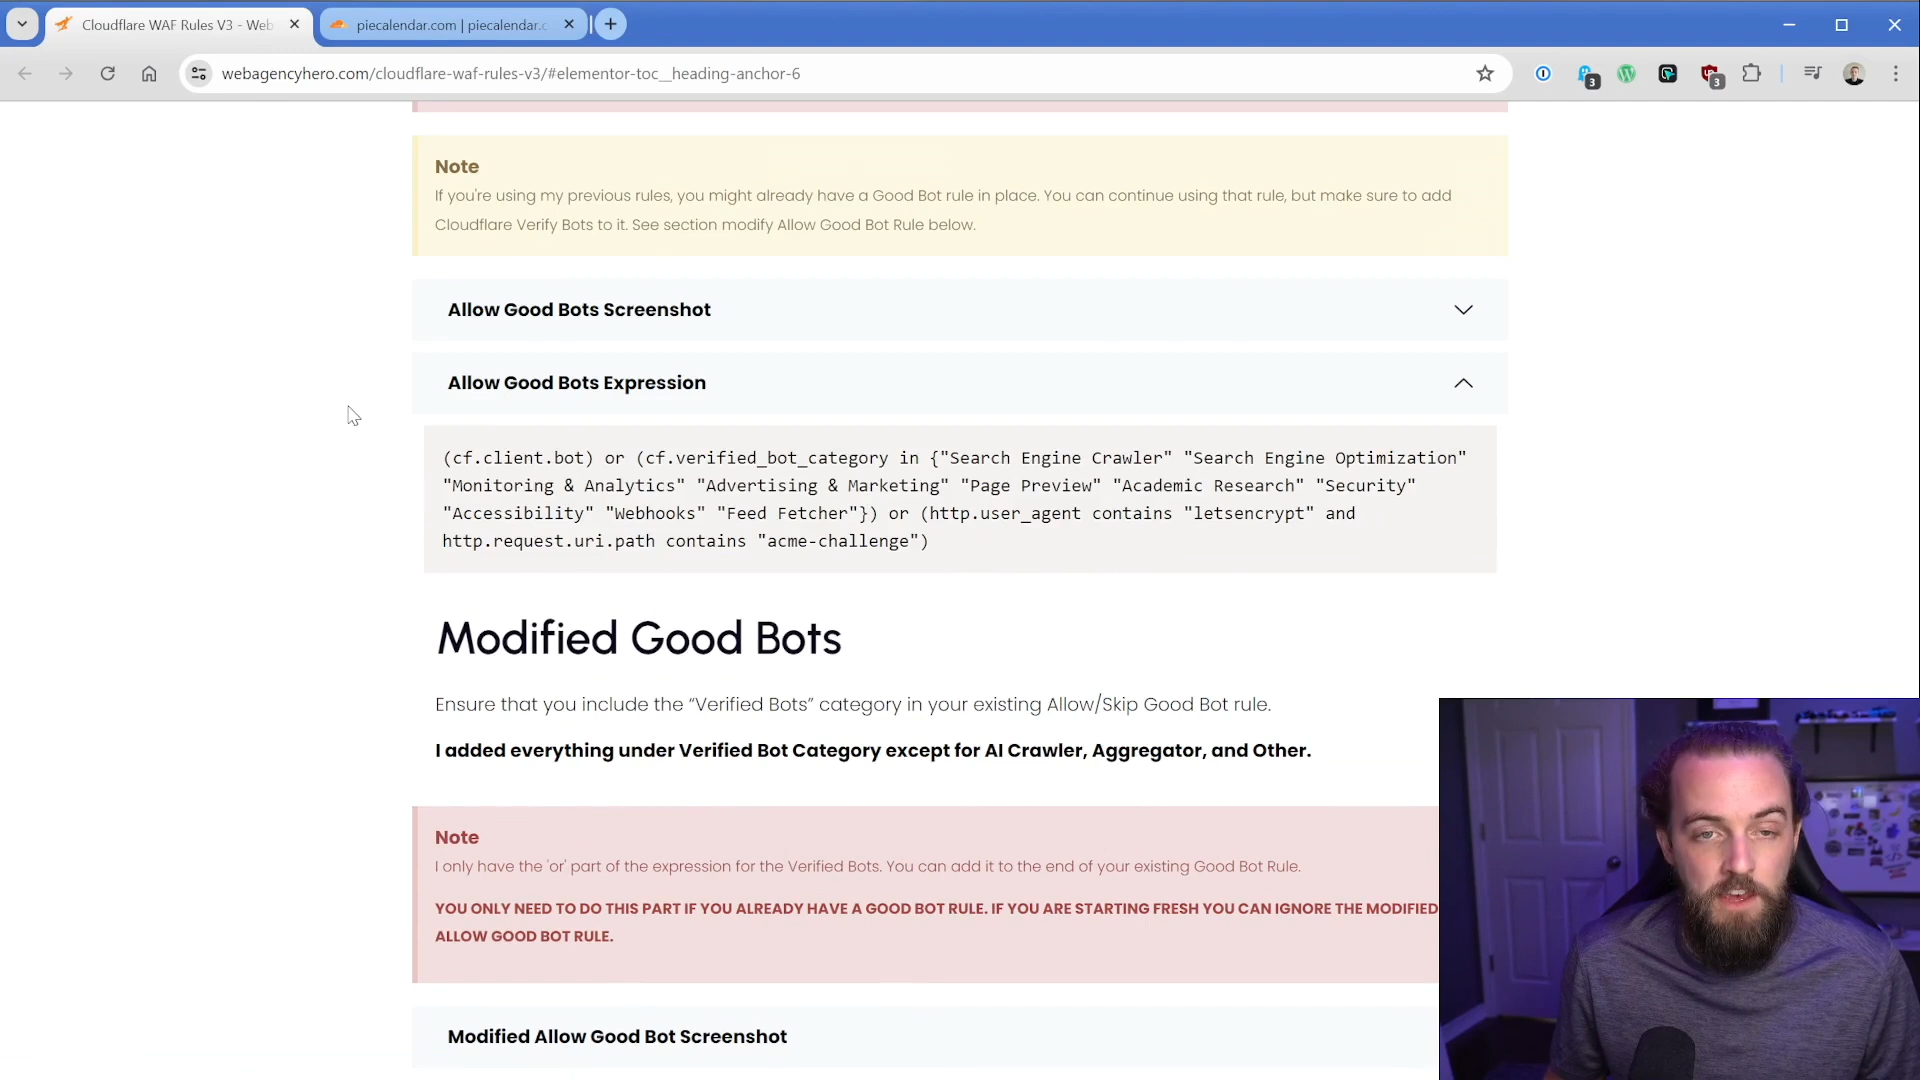 Cloudflare WAF Rules V3 - Web
piecalendar.com | piecalendar.c
webagencyhero.com/cloudflare-waf-rules-v3/#elementor-toc__heading-anchor-6
3
3
Note
If you're using my previous rules, you might already have a Good Bot rule in place. You can continue using that rule, but make sure to add
Cloudflare Verify Bots to it. See section modify Allow Good Bot Rule below.
Allow Good Bots Screenshot
Allow Good Bots Expression
(cf.client.bot) or (cf.verified_bot_category in {"Search Engine Crawler" "Search Engine Optimization"
"Monitoring & Analytics" "Advertising & Marketing" "Page Preview" "Academic Research" "Security"
"Accessibility" "Webhooks" "Feed Fetcher"}) or (http.user_agent contains "letsencrypt" and
http.request.uri.path contains "acme-challenge")
Modified Good Bots
Ensure that you include the “Verified Bots” category in your existing Allow/Skip Good Bot rule.
I added everything under Verified Bot Category except for AI Crawler, Aggregator, and Other.
Note
I only have the 'or' part of the expression for the Verified Bots. You can add it to the end of your existing Good Bot Rule.
YOU ONLY NEED TO DO THIS PART IF YOU ALREADY HAVE A GOOD BOT RULE. IF YOU ARE STARTING FRESH YOU CAN IGNORE THE MODIFIED
ALLOW GOOD BOT RULE.
Modified Allow Good Bot Screenshot